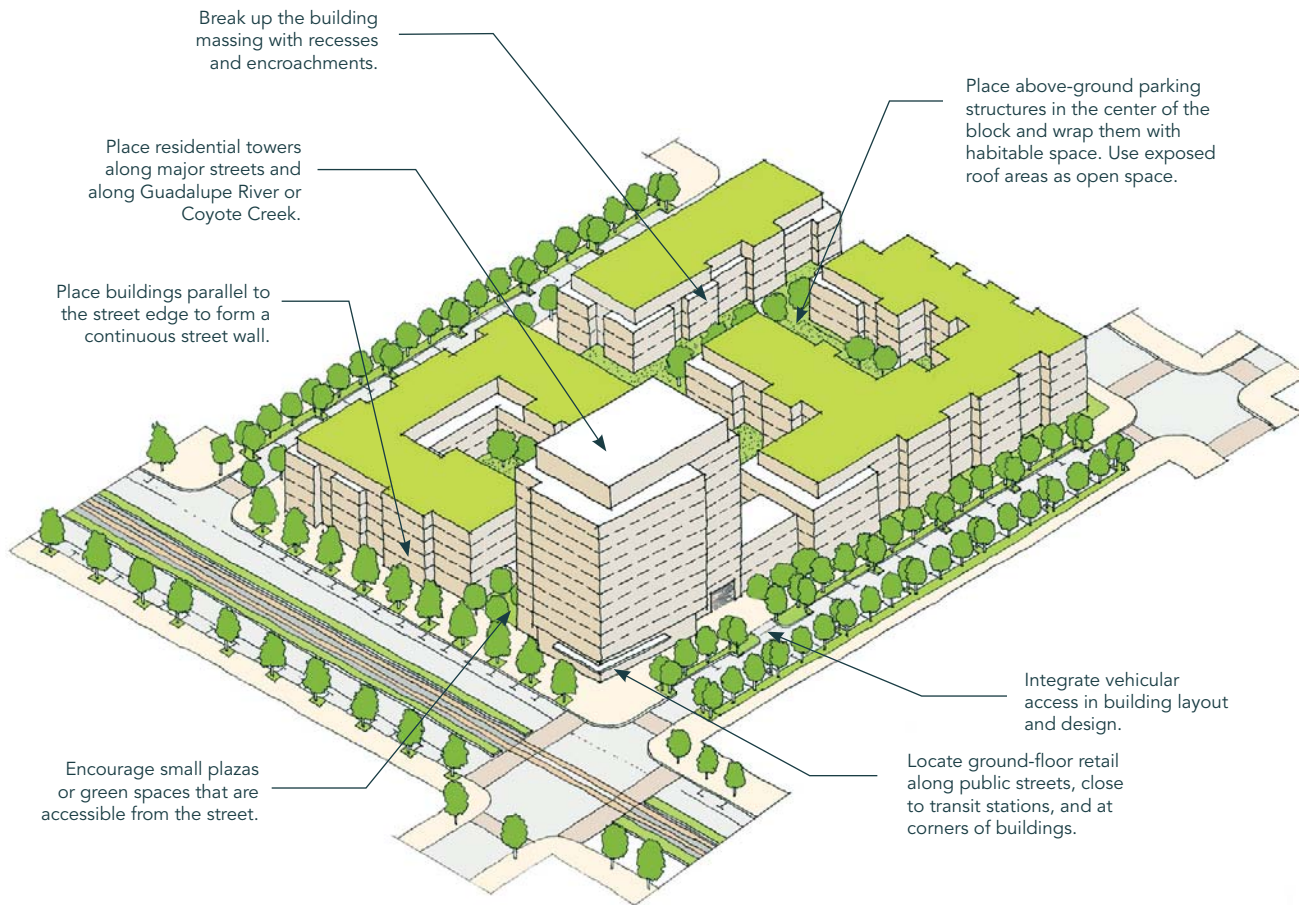 Break up the building
massing with recesses
and encroachments.
Place above-ground parking
structures in the center of the
block and wrap them with
habitable space. Use exposed
roof areas as open space.
Place residential towers
along major streets and
along Guadalupe River or
Coyote Creek.
Place buildings parallel to
the street edge to form a
continuous street wall.
Integrate vehicular
access in building layout
and design.
Encourage small plazas
or green spaces that are
accessible from the street.
Locate ground-floor retail
along public streets, close
to transit stations, and at
corners of buildings.